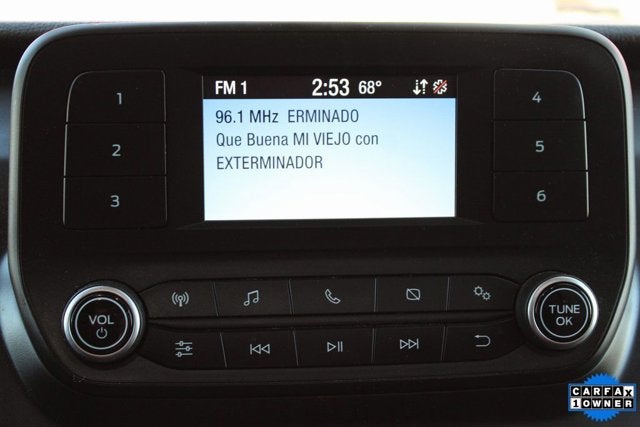 FM 1 2:53 68°
96.1 MHz ERMINADO
Que Buena MI VIEJO con
EXTERMINADOR
1
2
3
4
5
6
VOL
TUNE
OK
CARFAX
1 OWNER